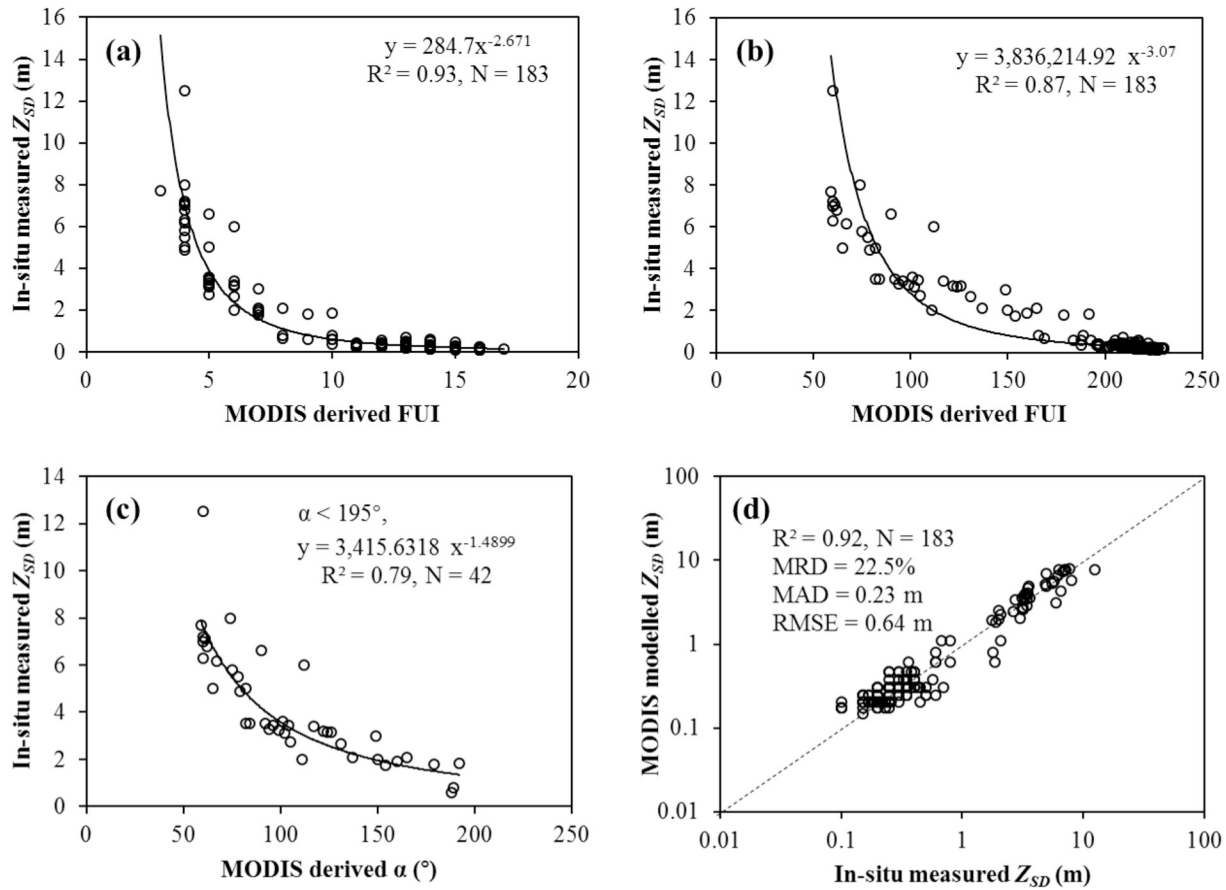 (a)
y = 284.7x^-2.671
R² = 0.93, N = 183
In-situ measured Z_SD (m)
16
14
12
10
8
6
4
2
0
0 5 10 15 20
MODIS derived FUI
(b)
y = 3,836,214.92 x^-3.07
R² = 0.87, N = 183
In-situ measured Z_SD (m)
16
14
12
10
8
6
4
2
0
0 50 100 150 200 250
MODIS derived FUI
(c)
α < 195°,
y = 3,415.6318 x^-1.4899
R² = 0.79, N = 42
In-situ measured Z_SD (m)
14
12
10
8
6
4
2
0
0 50 100 150 200 250
MODIS derived α (°)
(d)
R² = 0.92, N = 183
MRD = 22.5%
MAD = 0.23 m
RMSE = 0.64 m
MODIS modelled Z_SD (m)
100
10
1
0.1
0.01
0.01 0.1 1 10 100
In-situ measured Z_SD (m)